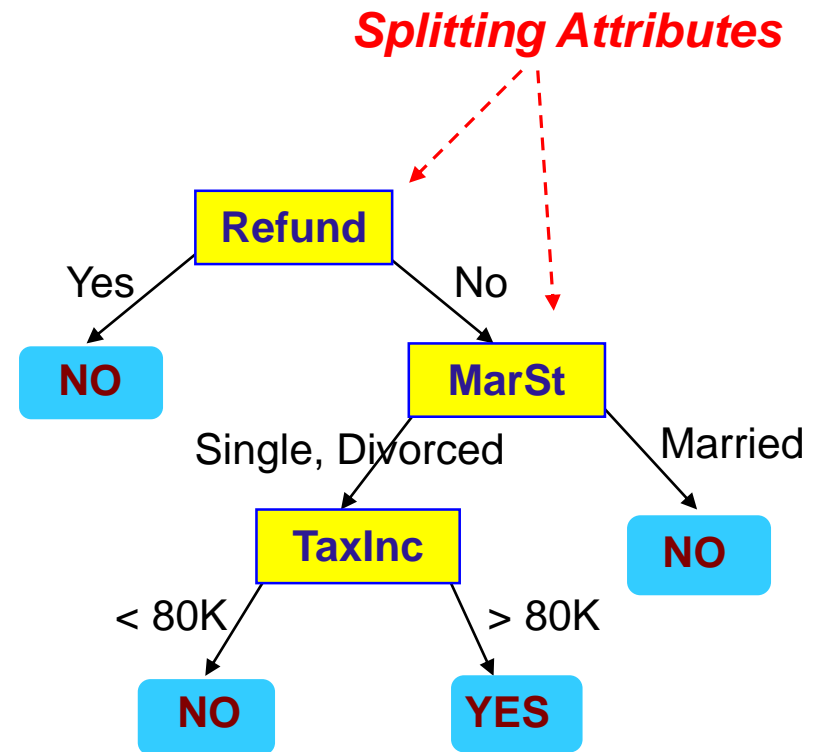 Splitting Attributes
Refund
Yes
No
NO
MarSt
Single, Divorced
Married
TaxInc
NO
< 80K
> 80K
NO
YES